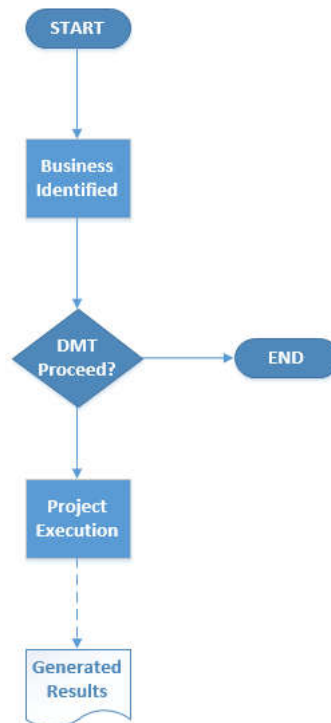 START
Business
Identified
DMT
Proceed?
END
Project
Execution
Generated
Results